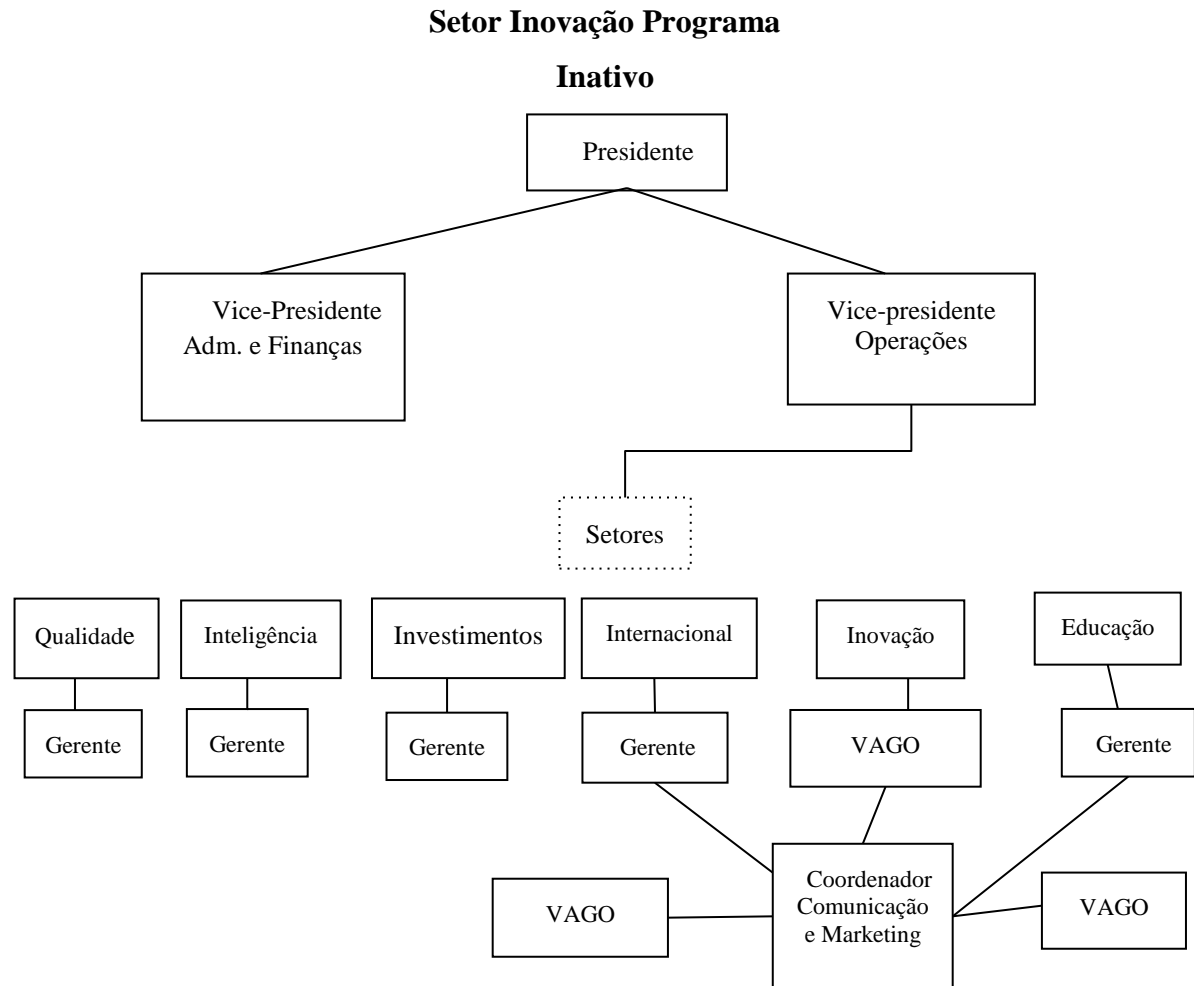 Setor Inovação Programa
Inativo
Presidente
Vice-Presidente
Adm. e Finanças
Vice-presidente
Operações
Setores
Qualidade
Inteligência
Investimentos
Internacional
Inovação
Educação
Gerente
Gerente
Gerente
Gerente
VAGO
Gerente
VAGO
Coordenador
Comunicação
e Marketing
VAGO